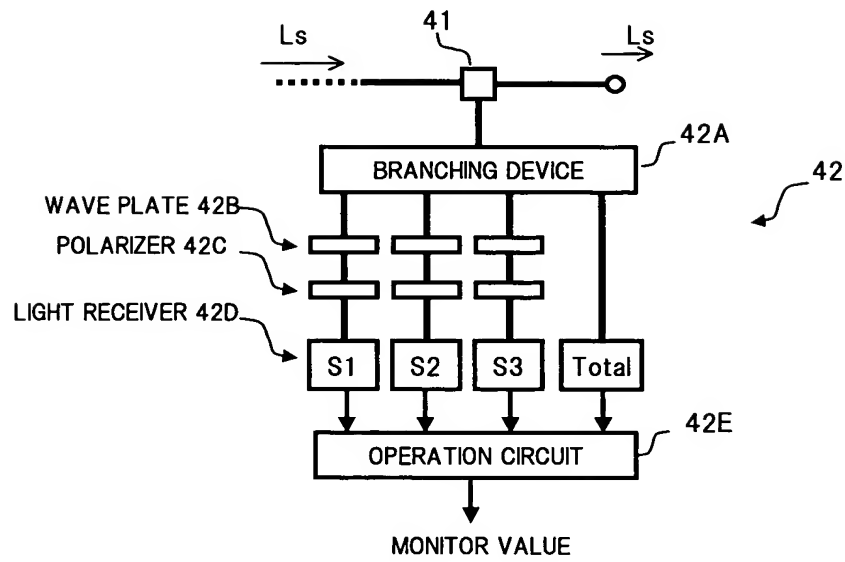 Ls
41
Ls
42A
BRANCHING DEVICE
42
WAVE PLATE 42B
POLARIZER 42C
LIGHT RECEIVER 42D
S1 S2 S3 Total
42E
OPERATION CIRCUIT
MONITOR VALUE